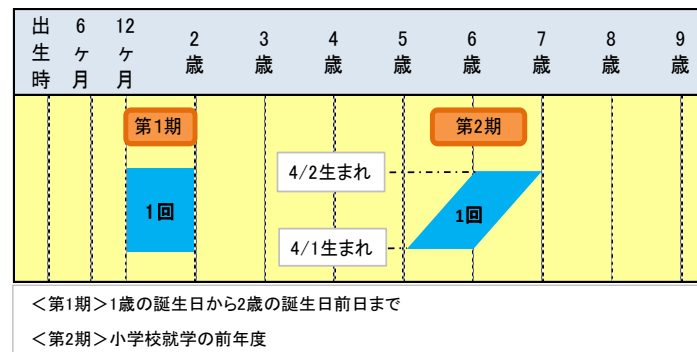 出生時
6ヶ月
12ヶ月
2歳
3歳
4歳
5歳
6歳
7歳
8歳
9歳
第1期
第2期
4/2生まれ
1回
1回
4/1生まれ
<第1期>1歳の誕生日から2歳の誕生日前日まで
<第2期>小学校就学の前年度